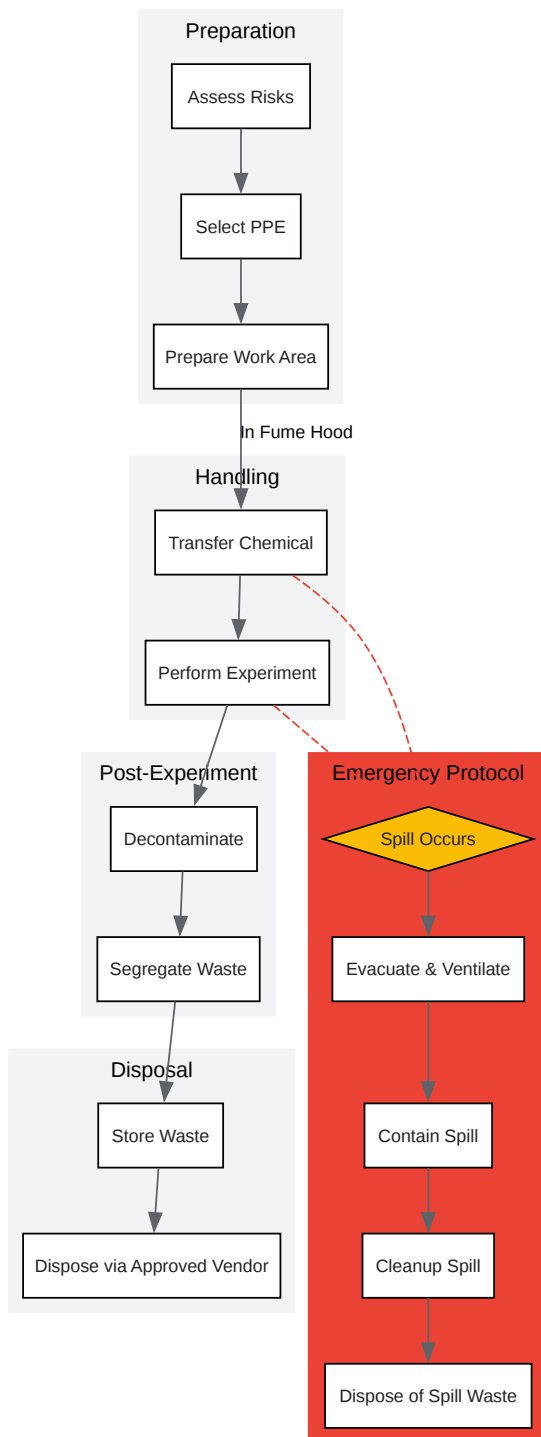 Preparation
Assess Risks
Select PPE
Prepare Work Area
In Fume Hood
Handling
Transfer Chemical
Perform Experiment
Post-Experiment
Decontaminate
Segregate Waste
Disposal
Store Waste
Dispose via Approved Vendor
Emergency Protocol
Spill Occurs
Evacuate & Ventilate
Contain Spill
Cleanup Spill
Dispose of Spill Waste